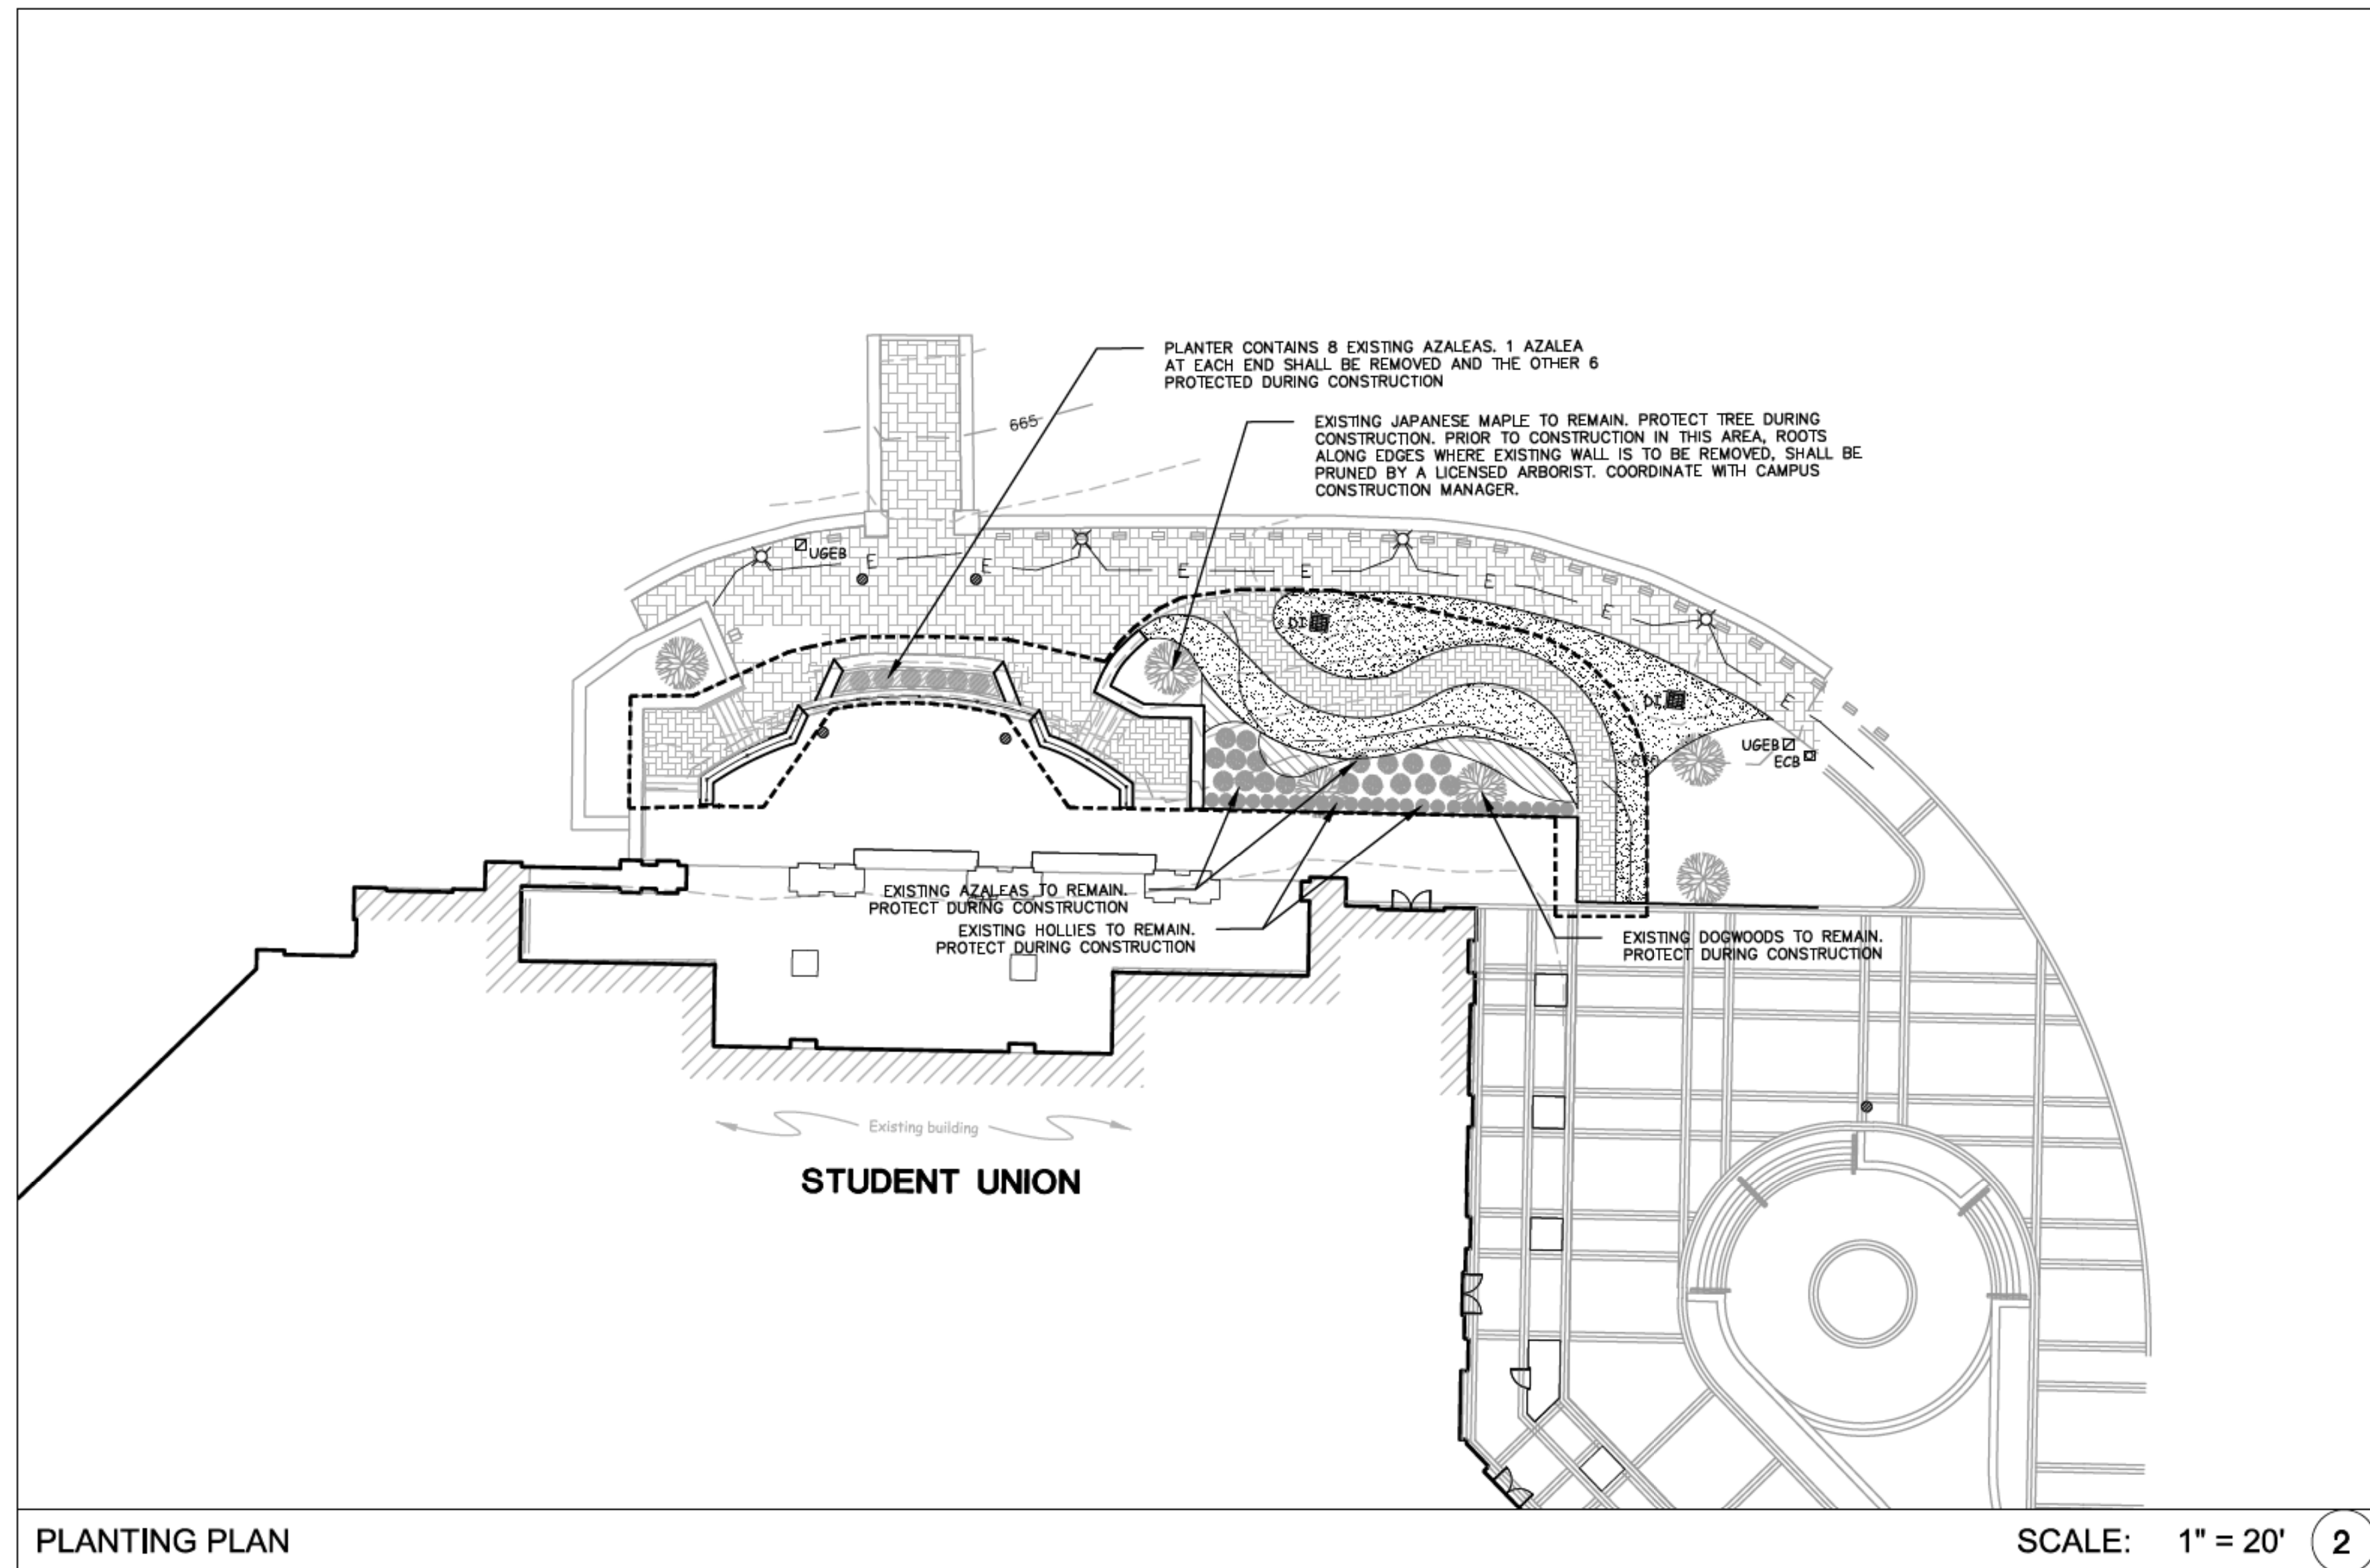 PLANTER CONTAINS 8 EXISTING AZALEAS. 1 AZALEA
AT EACH END SHALL BE REMOVED AND THE OTHER 6
PROTECTED DURING CONSTRUCTION
EXISTING JAPANESE MAPLE TO REMAIN. PROTECT TREE DURING
CONSTRUCTION. PRIOR TO CONSTRUCTION IN THIS AREA, ROOTS
ALONG EDGES WHERE EXISTING WALL IS TO BE REMOVED, SHALL BE
PRUNED BY A LICENSED ARBORIST. COORDINATE WITH CAMPUS
CONSTRUCTION MANAGER.
665
UGEB
E
E
E
E
E
E
E
DI
DI
UGEB
ECB
670
EXISTING AZALEAS TO REMAIN.
PROTECT DURING CONSTRUCTION
EXISTING HOLLIES TO REMAIN.
PROTECT DURING CONSTRUCTION
EXISTING DOGWOODS TO REMAIN.
PROTECT DURING CONSTRUCTION
Existing building
STUDENT UNION
PLANTING PLAN
SCALE: 1" = 20'
2